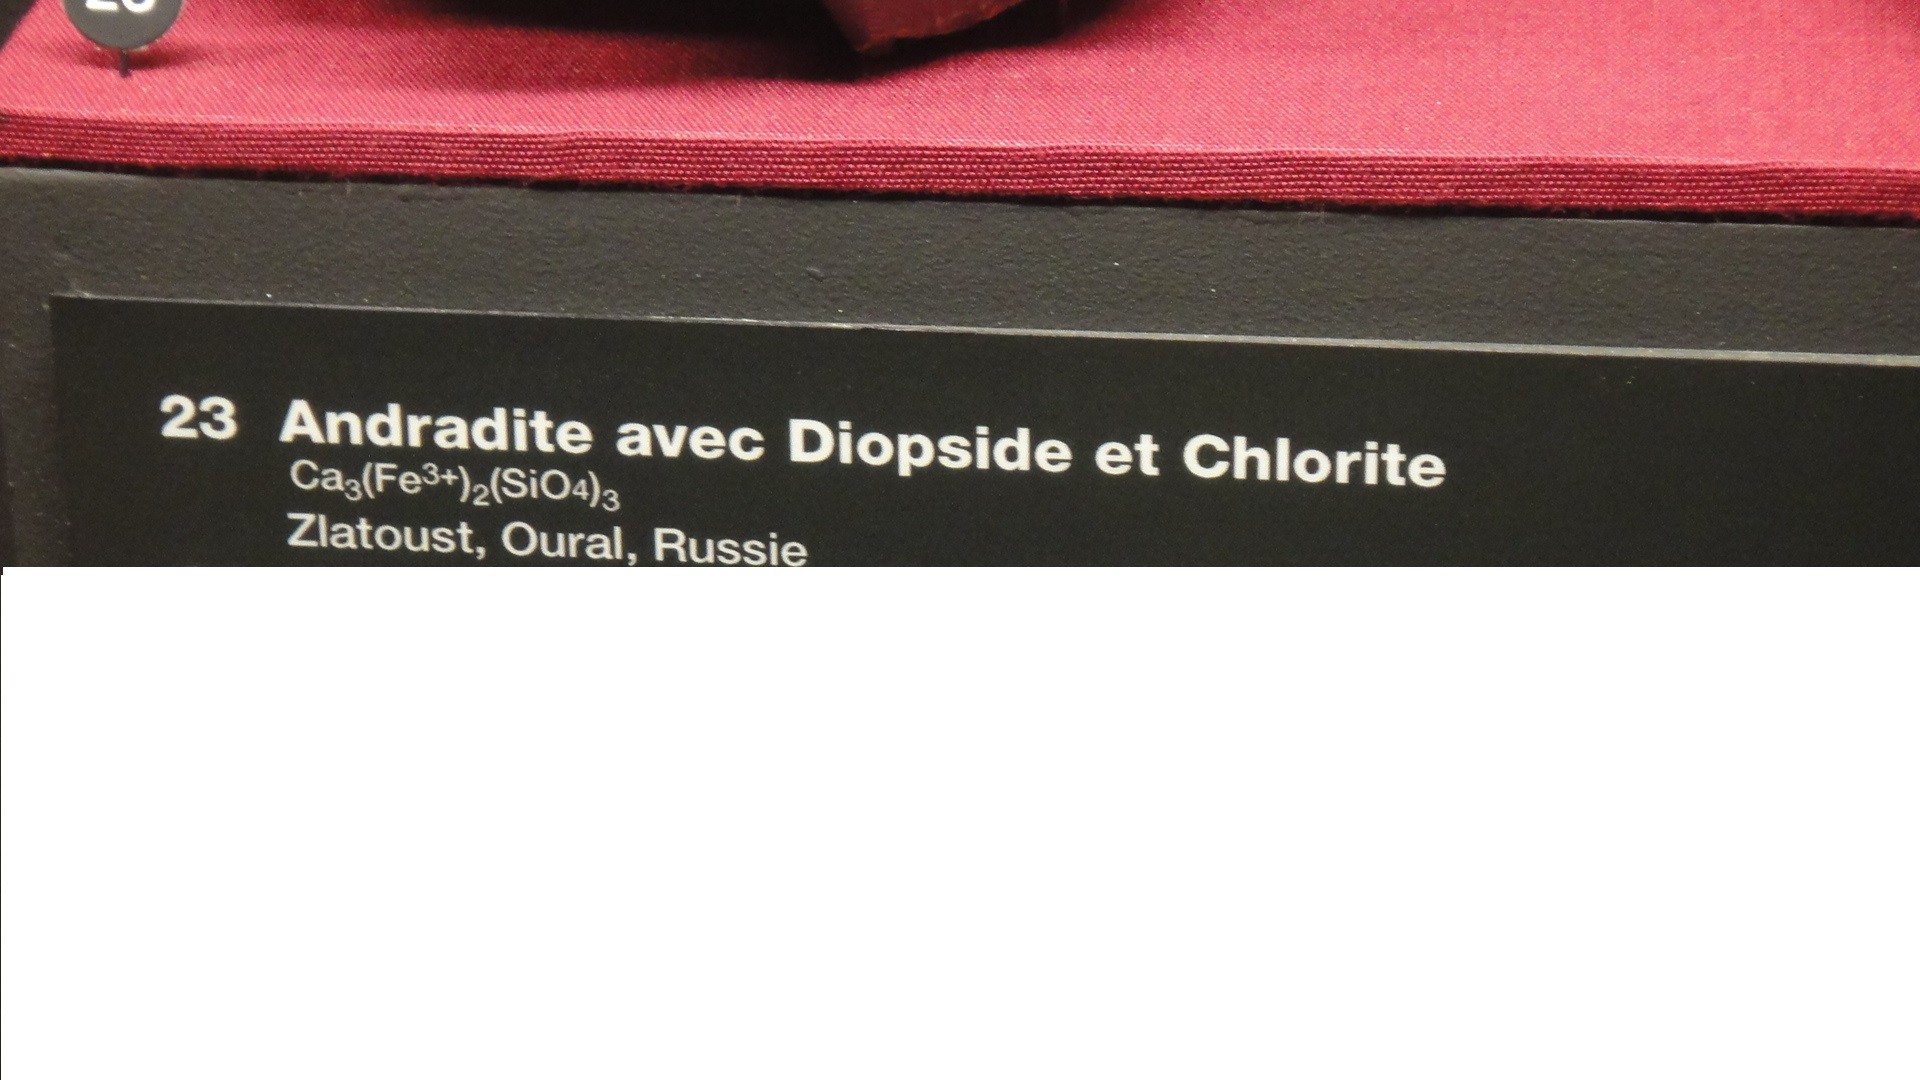 23 Andradite avec Diopside et Chlorite
Ca₃(Fe³⁺)₂(SiO4)₃
Zlatoust, Oural, Russie